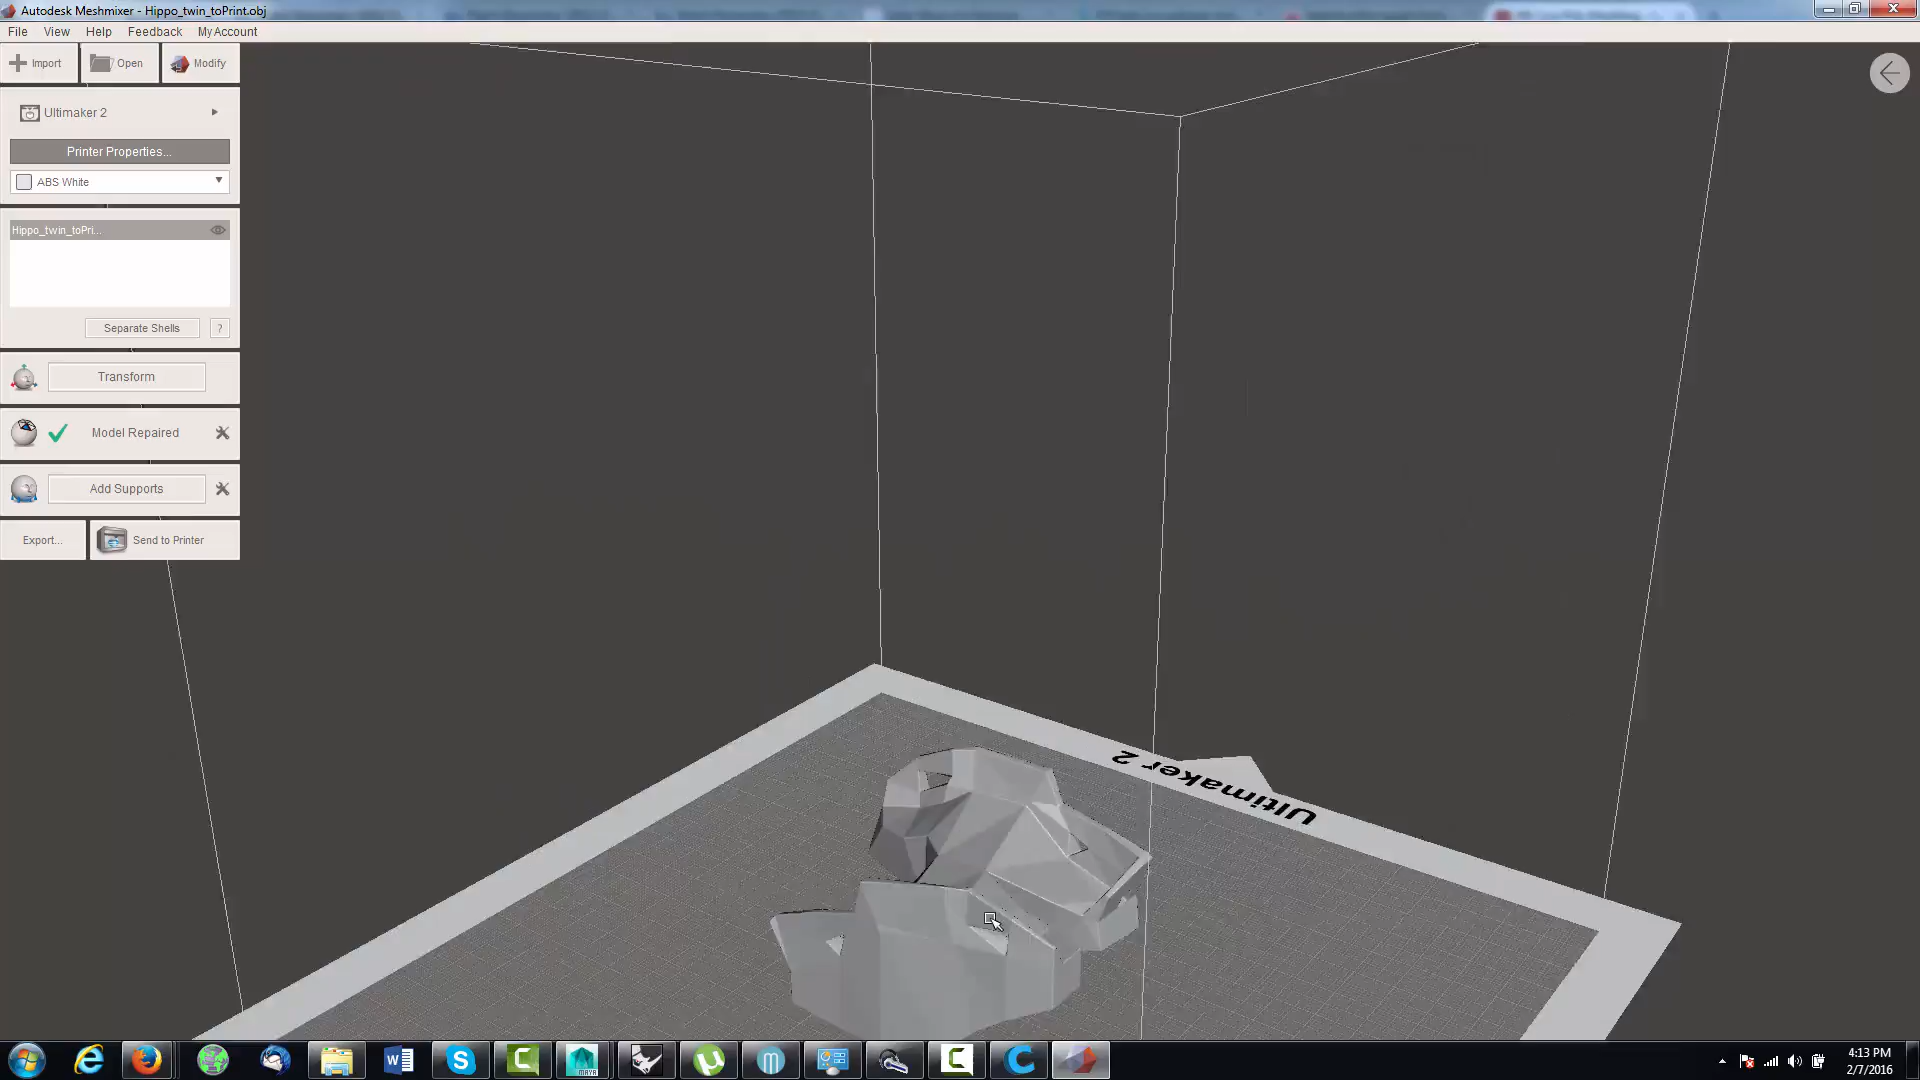 Autodesk Meshmixer - Hippo_twin_toPrint.obj
File View Help Feedback My Account
Import Open Modify
Ultimaker 2
Printer Properties...
ABS White
Hippo_twin_toPri...
Separate Shells ?
Transform
Model Repaired
Add Supports
Export... Send to Printer
Ultimaker 2
MAYA
4:13 PM
2/7/2016